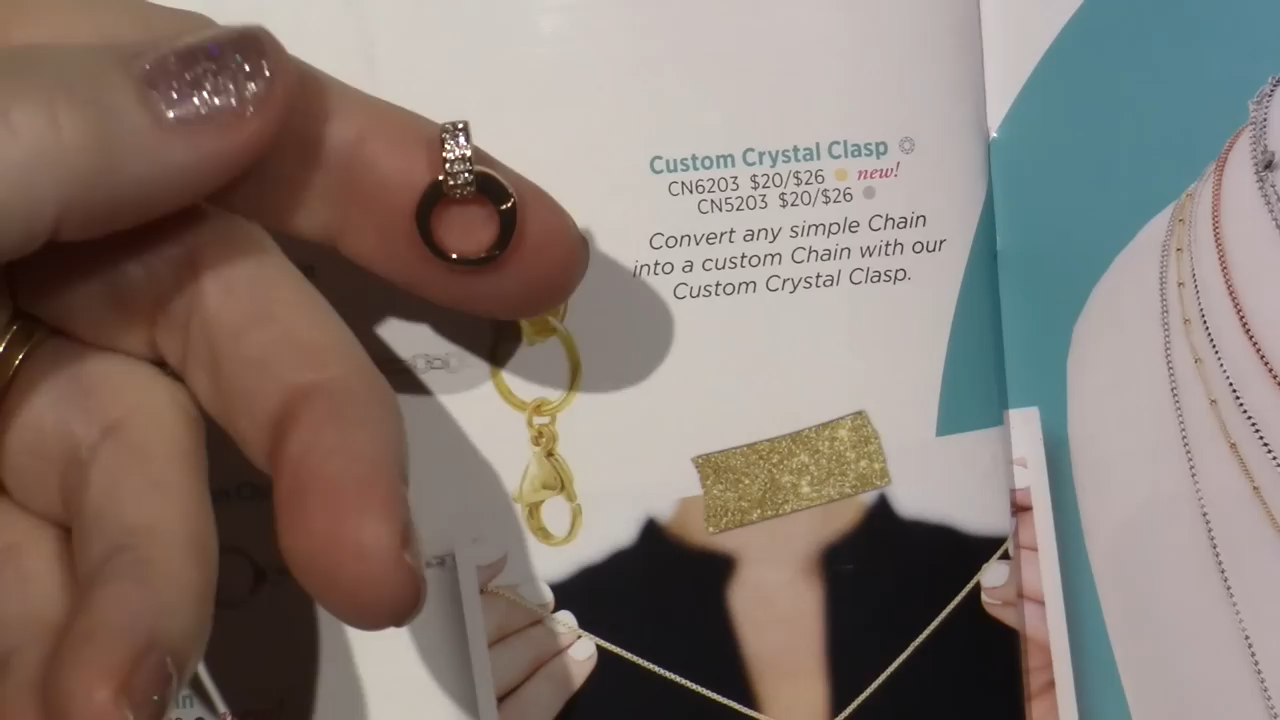 Custom Crystal Clasp
CN6203 $20/$26 new!
CN5203 $20/$26
Convert any simple Chain
into a custom Chain with our
Custom Crystal Clasp.
in